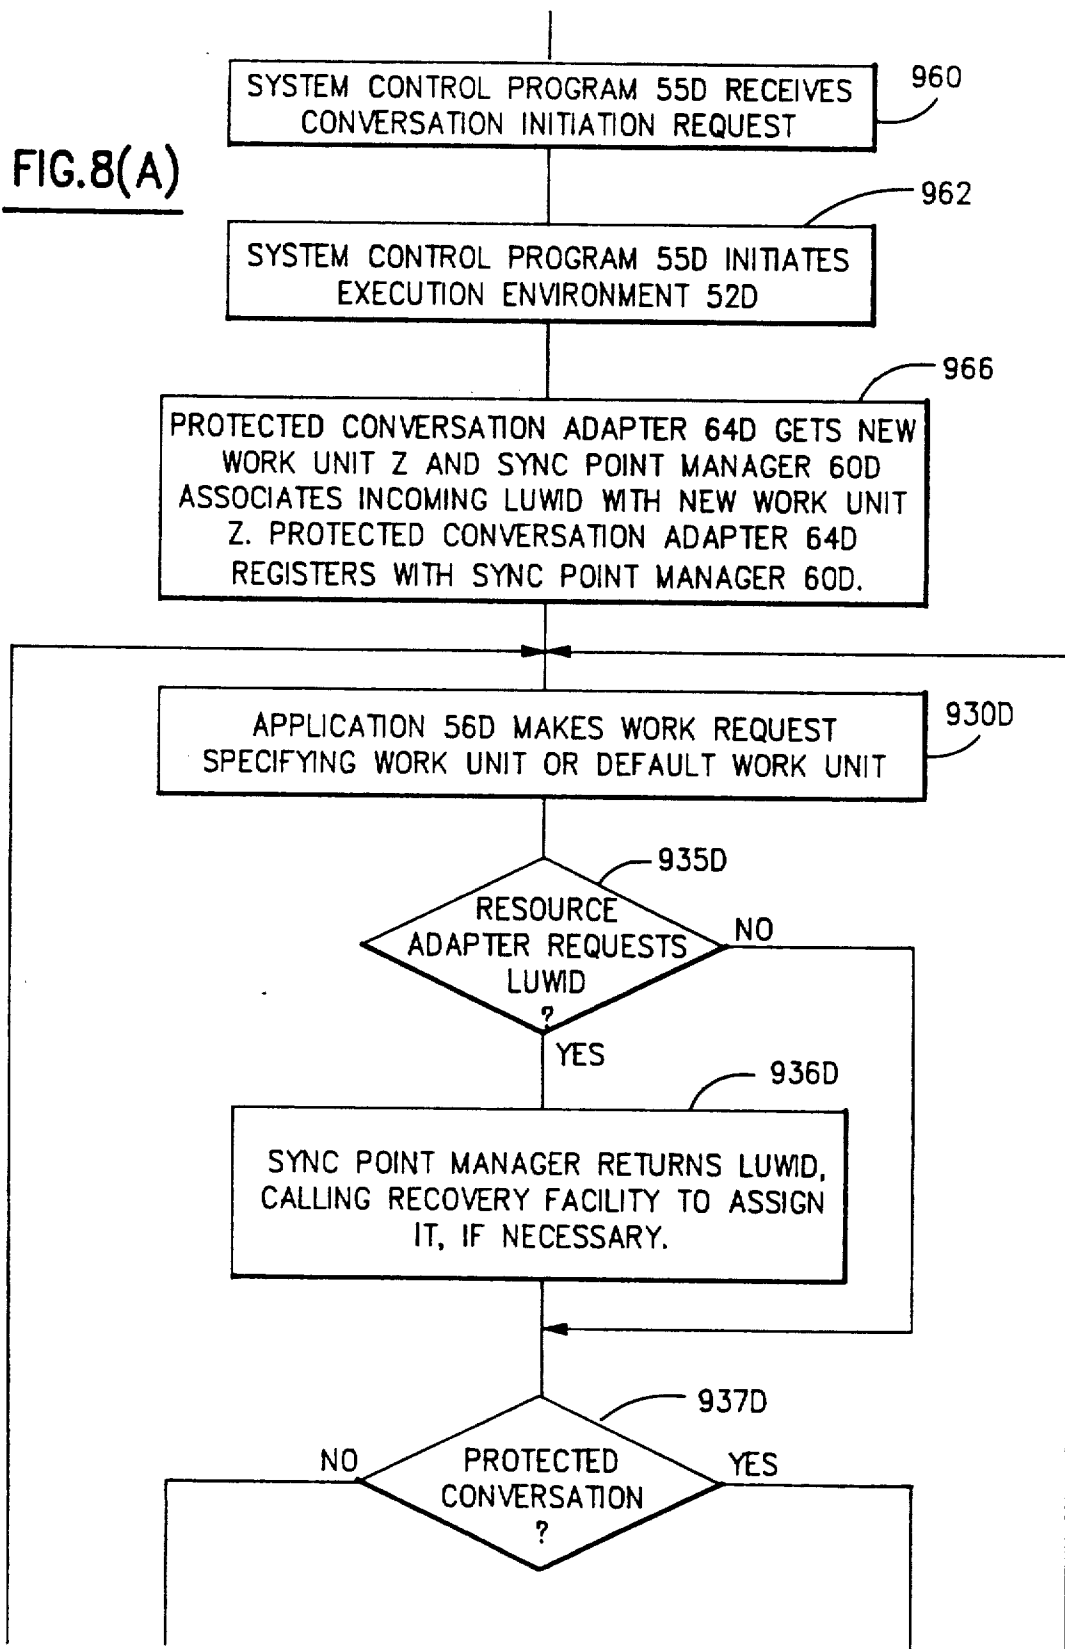 SYSTEM CONTROL PROGRAM 55D RECEIVES
CONVERSATION INITIATION REQUEST
960
FIG.8(A)
962
SYSTEM CONTROL PROGRAM 55D INITIATES
EXECUTION ENVIRONMENT 52D
966
PROTECTED CONVERSATION ADAPTER 64D GETS NEW
WORK UNIT Z AND SYNC POINT MANAGER 60D
ASSOCIATES INCOMING LUWID WITH NEW WORK UNIT
Z. PROTECTED CONVERSATION ADAPTER 64D
REGISTERS WITH SYNC POINT MANAGER 60D.
APPLICATION 56D MAKES WORK REQUEST
SPECIFYING WORK UNIT OR DEFAULT WORK UNIT
930D
935D
RESOURCE
ADAPTER REQUESTS
LUWID
?
NO
YES
936D
SYNC POINT MANAGER RETURNS LUWID,
CALLING RECOVERY FACILITY TO ASSIGN
IT, IF NECESSARY.
937D
NO
PROTECTED
CONVERSATION
?
YES